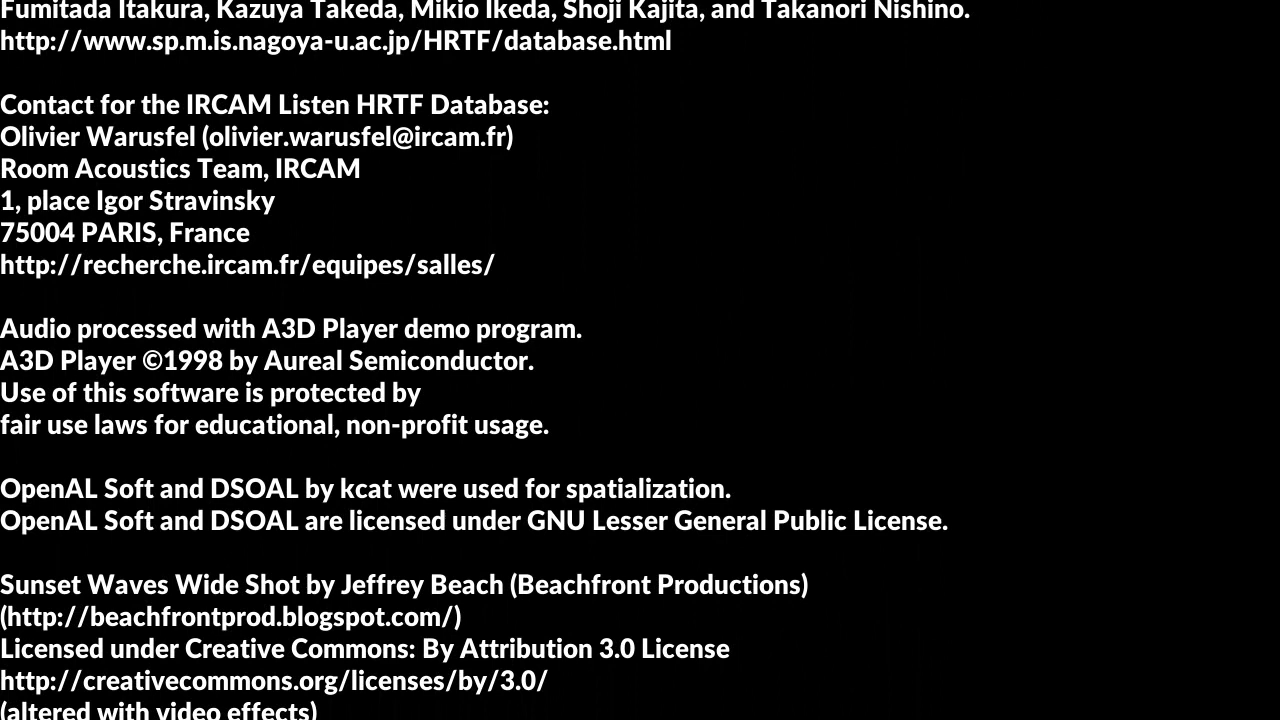 Fumitada Itakura, Kazuya Takeda, Mikio Ikeda, Shoji Kajita, and Takanori Nishino.
http://www.sp.m.is.nagoya-u.ac.jp/HRTF/database.html
Contact for the IRCAM Listen HRTF Database:
Olivier Warusfel (olivier.warusfel@ircam.fr)
Room Acoustics Team, IRCAM
1, place Igor Stravinsky
75004 PARIS, France
http://recherche.ircam.fr/equipes/salles/
Audio processed with A3D Player demo program.
A3D Player ©1998 by Aureal Semiconductor.
Use of this software is protected by
fair use laws for educational, non-profit usage.
OpenAL Soft and DSOAL by kcat were used for spatialization.
OpenAL Soft and DSOAL are licensed under GNU Lesser General Public License.
Sunset Waves Wide Shot by Jeffrey Beach (Beachfront Productions)
(http://beachfrontprod.blogspot.com/)
Licensed under Creative Commons: By Attribution 3.0 License
http://creativecommons.org/licenses/by/3.0/
(altered with video effects)